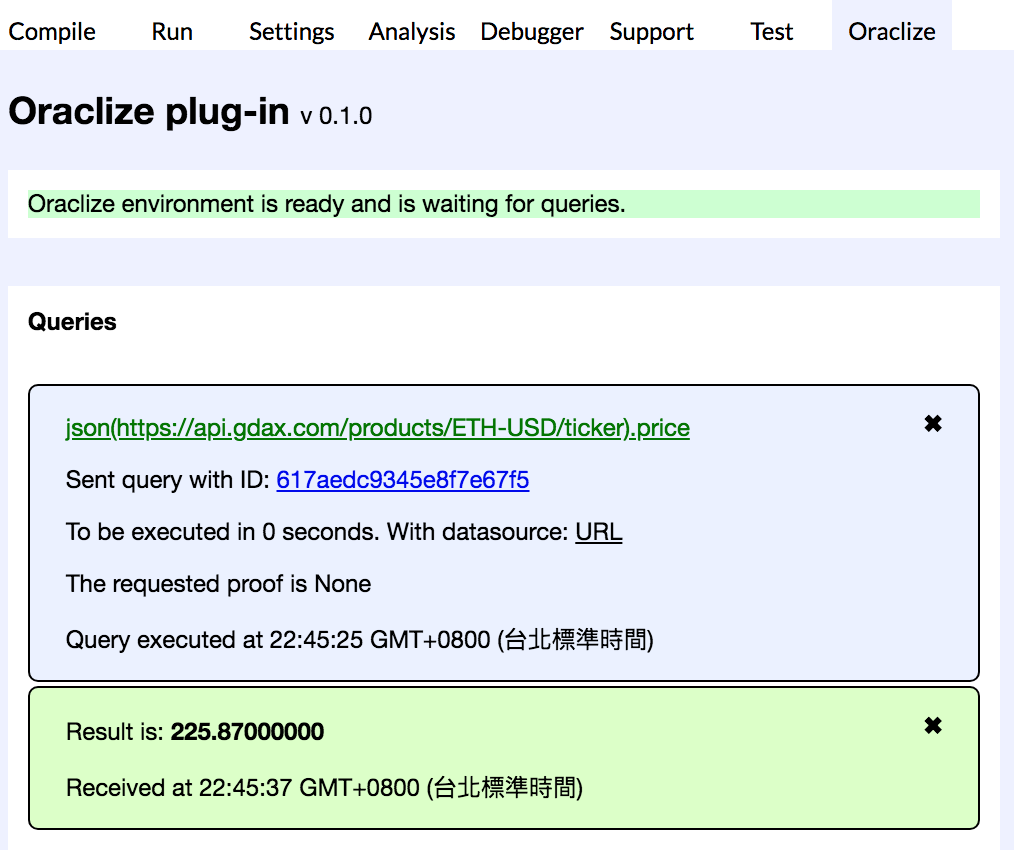 Compile Run Settings Analysis Debugger Support Test Oraclize
Oraclize plug-in v 0.1.0
Oraclize environment is ready and is waiting for queries.
Queries
json(https://api.gdax.com/products/ETH-USD/ticker).price ✖
Sent query with ID: 617aedc9345e8f7e67f5
To be executed in 0 seconds. With datasource: URL
The requested proof is None
Query executed at 22:45:25 GMT+0800 (台北標準時間)
Result is: 225.87000000 ✖
Received at 22:45:37 GMT+0800 (台北標準時間)